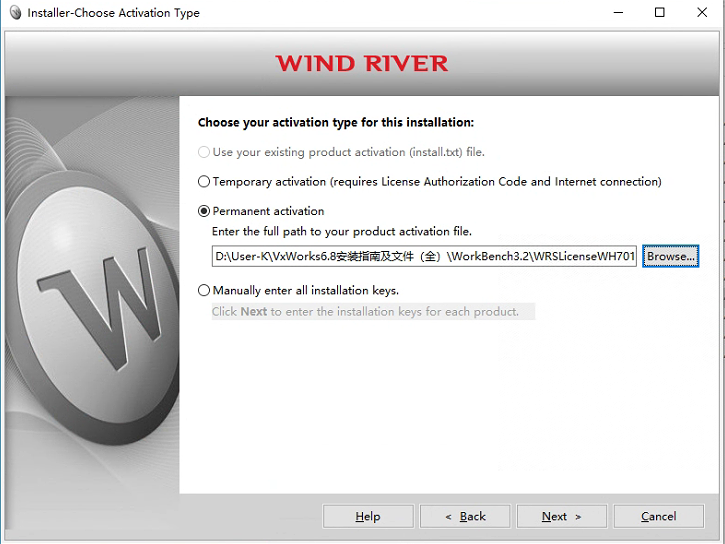 Installer-Choose Activation Type
WIND RIVER
Choose your activation type for this installation:
Use your existing product activation (install.txt) file.
Temporary activation (requires License Authorization Code and Internet connection)
Permanent activation
Enter the full path to your product activation file.
D:\User-K\VxWorks6.8安装指南及文件（全）\WorkBench3.2\WRSLicenseWH701
Browse...
Manually enter all installation keys.
Click Next to enter the installation keys for each product.
W
Help
< Back
Next >
Cancel